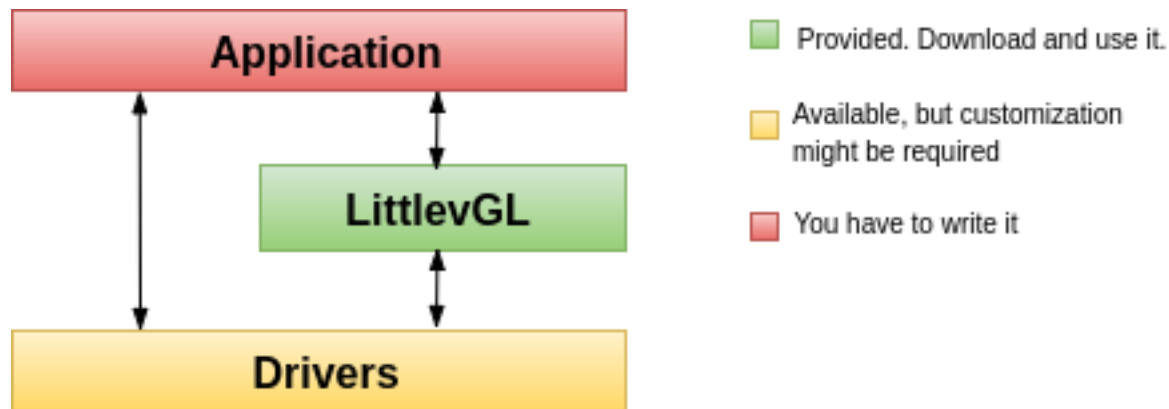 Application
LittlevGL
Drivers
Provided. Download and use it.
Available, but customization
might be required
You have to write it